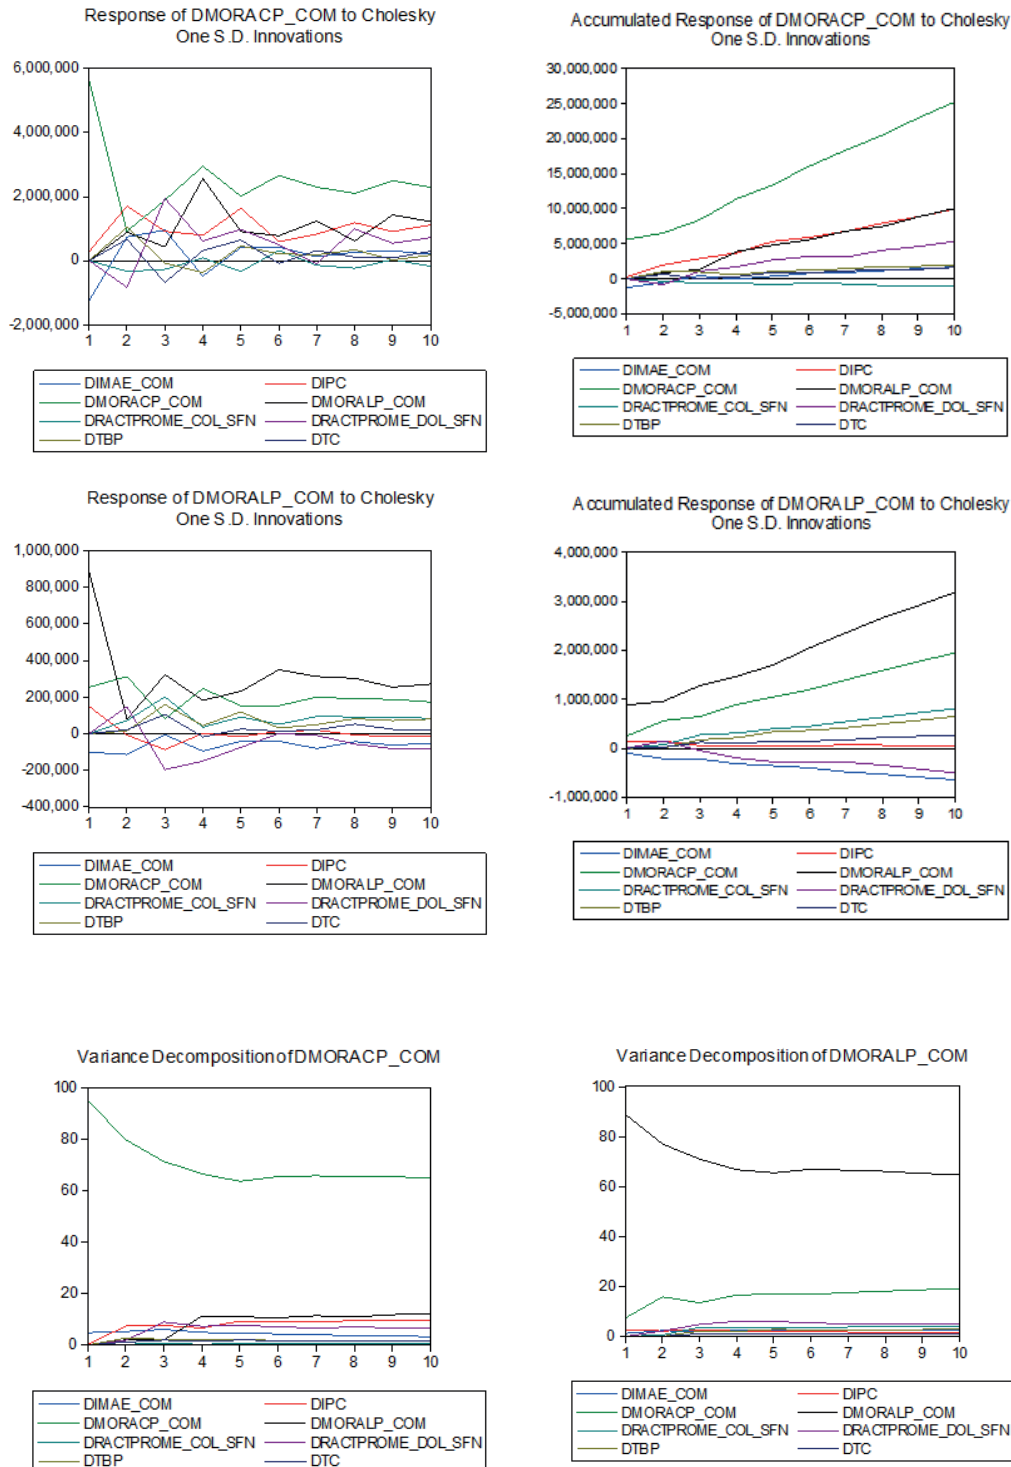 Response of DMORACP_COM to Cholesky
One S.D. Innovations
6,000,000
4,000,000
2,000,000
0
-2,000,000
1 2 3 4 5 6 7 8 9 10
DIMAE_COM DIPC
DMORACP_COM DMORALP_COM
DRACTPROME_COL_SFN DRACTPROME_DOL_SFN
DTBP DTC
Accumulated Response of DMORACP_COM to Cholesky
One S.D. Innovations
30,000,000
25,000,000
20,000,000
15,000,000
10,000,000
5,000,000
0
-5,000,000
1 2 3 4 5 6 7 8 9 10
DIMAE_COM DIPC
DMORACP_COM DMORALP_COM
DRACTPROME_COL_SFN DRACTPROME_DOL_SFN
DTBP DTC
Response of DMORALP_COM to Cholesky
One S.D. Innovations
1,000,000
800,000
600,000
400,000
200,000
0
-200,000
-400,000
1 2 3 4 5 6 7 8 9 10
DIMAE_COM DIPC
DMORACP_COM DMORALP_COM
DRACTPROME_COL_SFN DRACTPROME_DOL_SFN
DTBP DTC
Accumulated Response of DMORALP_COM to Cholesky
One S.D. Innovations
4,000,000
3,000,000
2,000,000
1,000,000
0
-1,000,000
1 2 3 4 5 6 7 8 9 10
DIMAE_COM DIPC
DMORACP_COM DMORALP_COM
DRACTPROME_COL_SFN DRACTPROME_DOL_SFN
DTBP DTC
Variance Decomposition of DMORACP_COM
100
80
60
40
20
0
1 2 3 4 5 6 7 8 9 10
DIMAE_COM DIPC
DMORACP_COM DMORALP_COM
DRACTPROME_COL_SFN DRACTPROME_DOL_SFN
DTBP DTC
Variance Decomposition of DMORALP_COM
100
80
60
40
20
0
1 2 3 4 5 6 7 8 9 10
DIMAE_COM DIPC
DMORACP_COM DMORALP_COM
DRACTPROME_COL_SFN DRACTPROME_DOL_SFN
DTBP DTC